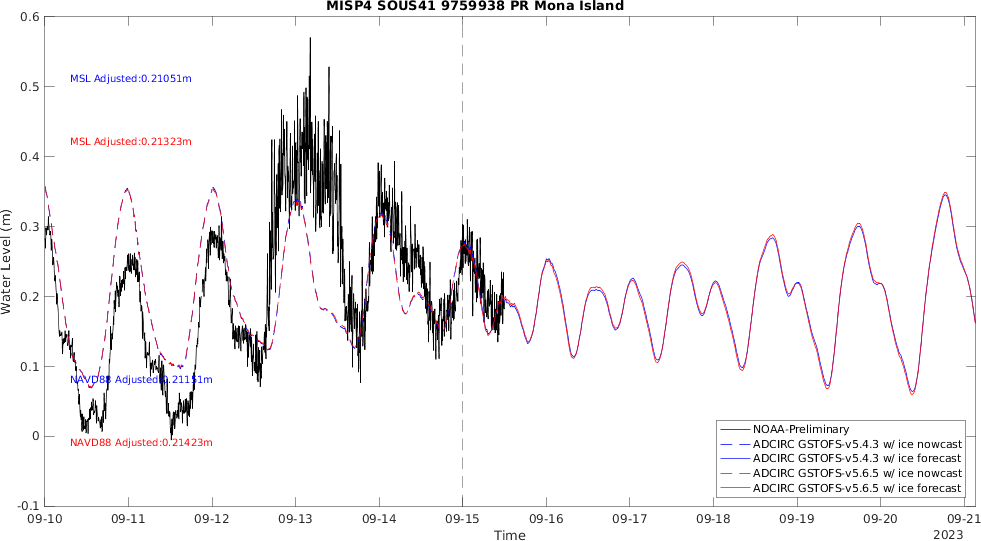 MISP4 SOUS41 9759938 PR Mona Island
0.6
0.5
0.4
0.3
0.2
0.1
0
-0.1
Water Level (m)
MSL Adjusted:0.21051m
MSL Adjusted:0.21323m
NAVD88 Adjusted:0.21151m
NAVD88 Adjusted:0.21423m
NOAA-Preliminary
ADCIRC GSTOFS-v5.4.3 w/ ice nowcast
ADCIRC GSTOFS-v5.4.3 w/ ice forecast
ADCIRC GSTOFS-v5.6.5 w/ ice nowcast
ADCIRC GSTOFS-v5.6.5 w/ ice forecast
09-10 09-11 09-12 09-13 09-14 09-15 09-16 09-17 09-18 09-19 09-20 09-21
Time
2023